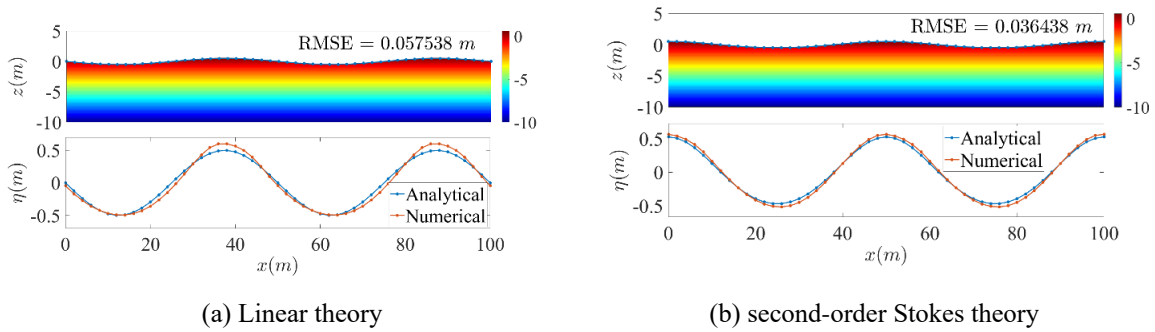 5
RMSE = 0.057538 m
0
0
z(m)
-5
-5
-10
-10
0.5
0
η(m)
-0.5
Analytical
Numerical
0 20 40 60 80 100
x(m)
(a) Linear theory
5
RMSE = 0.036438 m
0
0
z(m)
-5
-5
-10
-10
0.5
0
η(m)
-0.5
Analytical
Numerical
0 20 40 60 80 100
x(m)
(b) second-order Stokes theory